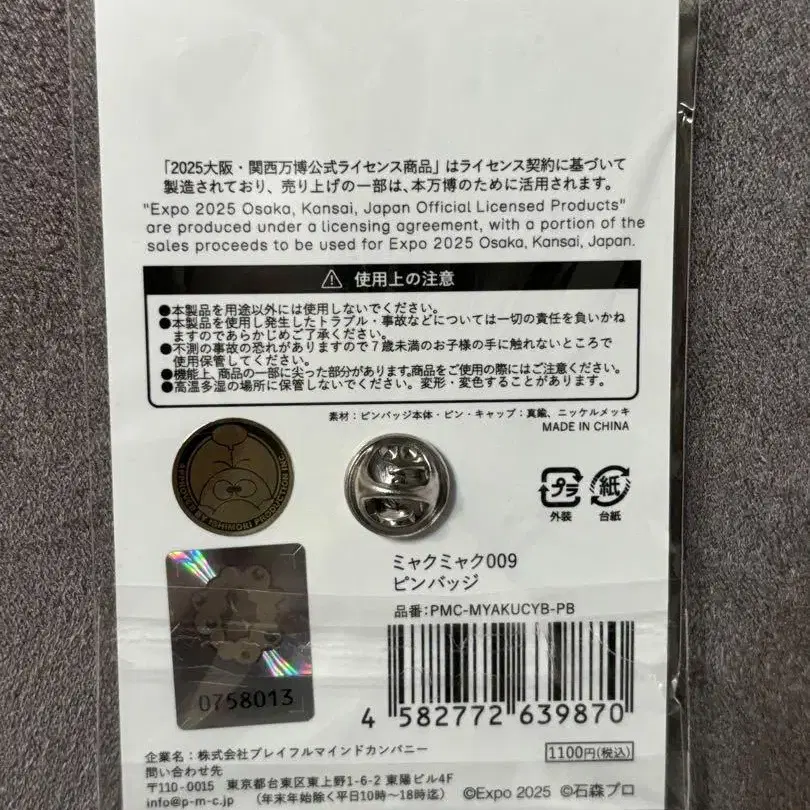 「2025大阪・関西万博公式ライセンス商品」はライセンス契約に基づいて
製造されており、売り上げの一部は、本万博のために活用されます。
"Expo 2025 Osaka, Kansai, Japan Official Licensed Products"
are produced under a licensing agreement, with a portion of the
sales proceeds to be used for Expo 2025 Osaka, Kansai, Japan.
⚠ 使用上の注意
●本製品を用途以外には使用しないでください。
●本製品を使用し発生したトラブル・事故などについては一切の責任を負いかね
ますのであらかじめご了承ください。
●不測の事故の恐れがありますので7歳未満のお子様の手に触れないところで
使用保管してください。
●機能上、商品の一部に尖った部分があります。商品をご使用の際にはご注意ください。
●高温多湿の場所に保管しないでください。変形・変色することがあります。
素材:ピンバッジ本体・ピン・キャップ:真鍮、ニッケルメッキ
MADE IN CHINA
APPROVED BY ISHIMORI PRODUCTION INC.
プラ
外装
紙
台紙
ミャクミャク009
ピンバッジ
品番:PMC-MYAKUCYB-PB
0758013
4 582772 639870
企業名:株式会社プレイフルマインドカンパニー
1100円(税込)
問い合わせ先
〒110-0015 東京都台東区東上野1-6-2 東陽ビル4F
info@p-m-c.jp (年末年始除く平日10時〜18時迄)
©Expo 2025 ©石森プロ